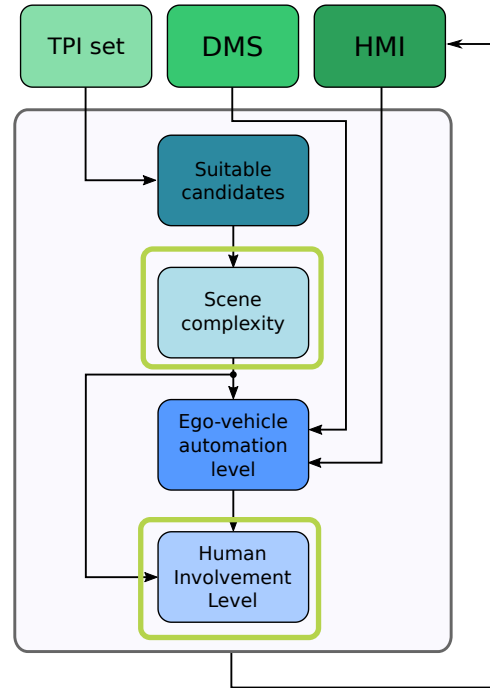 TPI set
DMS
HMI
Suitable
candidates
Scene
complexity
Ego-vehicle
automation
level
Human
Involvement
Level